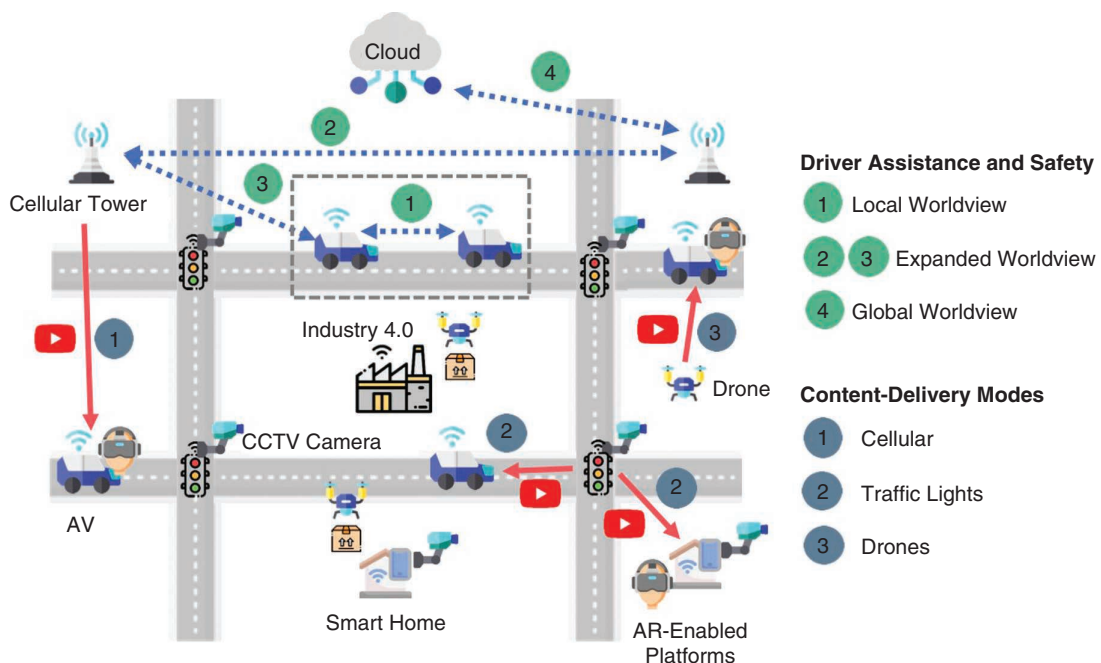 Cloud
4
2
Cellular Tower
3
1
Driver Assistance and Safety
1 Local Worldview
2 3 Expanded Worldview
4 Global Worldview
Industry 4.0
1
3
Drone
Content-Delivery Modes
1 Cellular
2 Traffic Lights
3 Drones
CCTV Camera
2
2
AV
Smart Home
AR-Enabled
Platforms